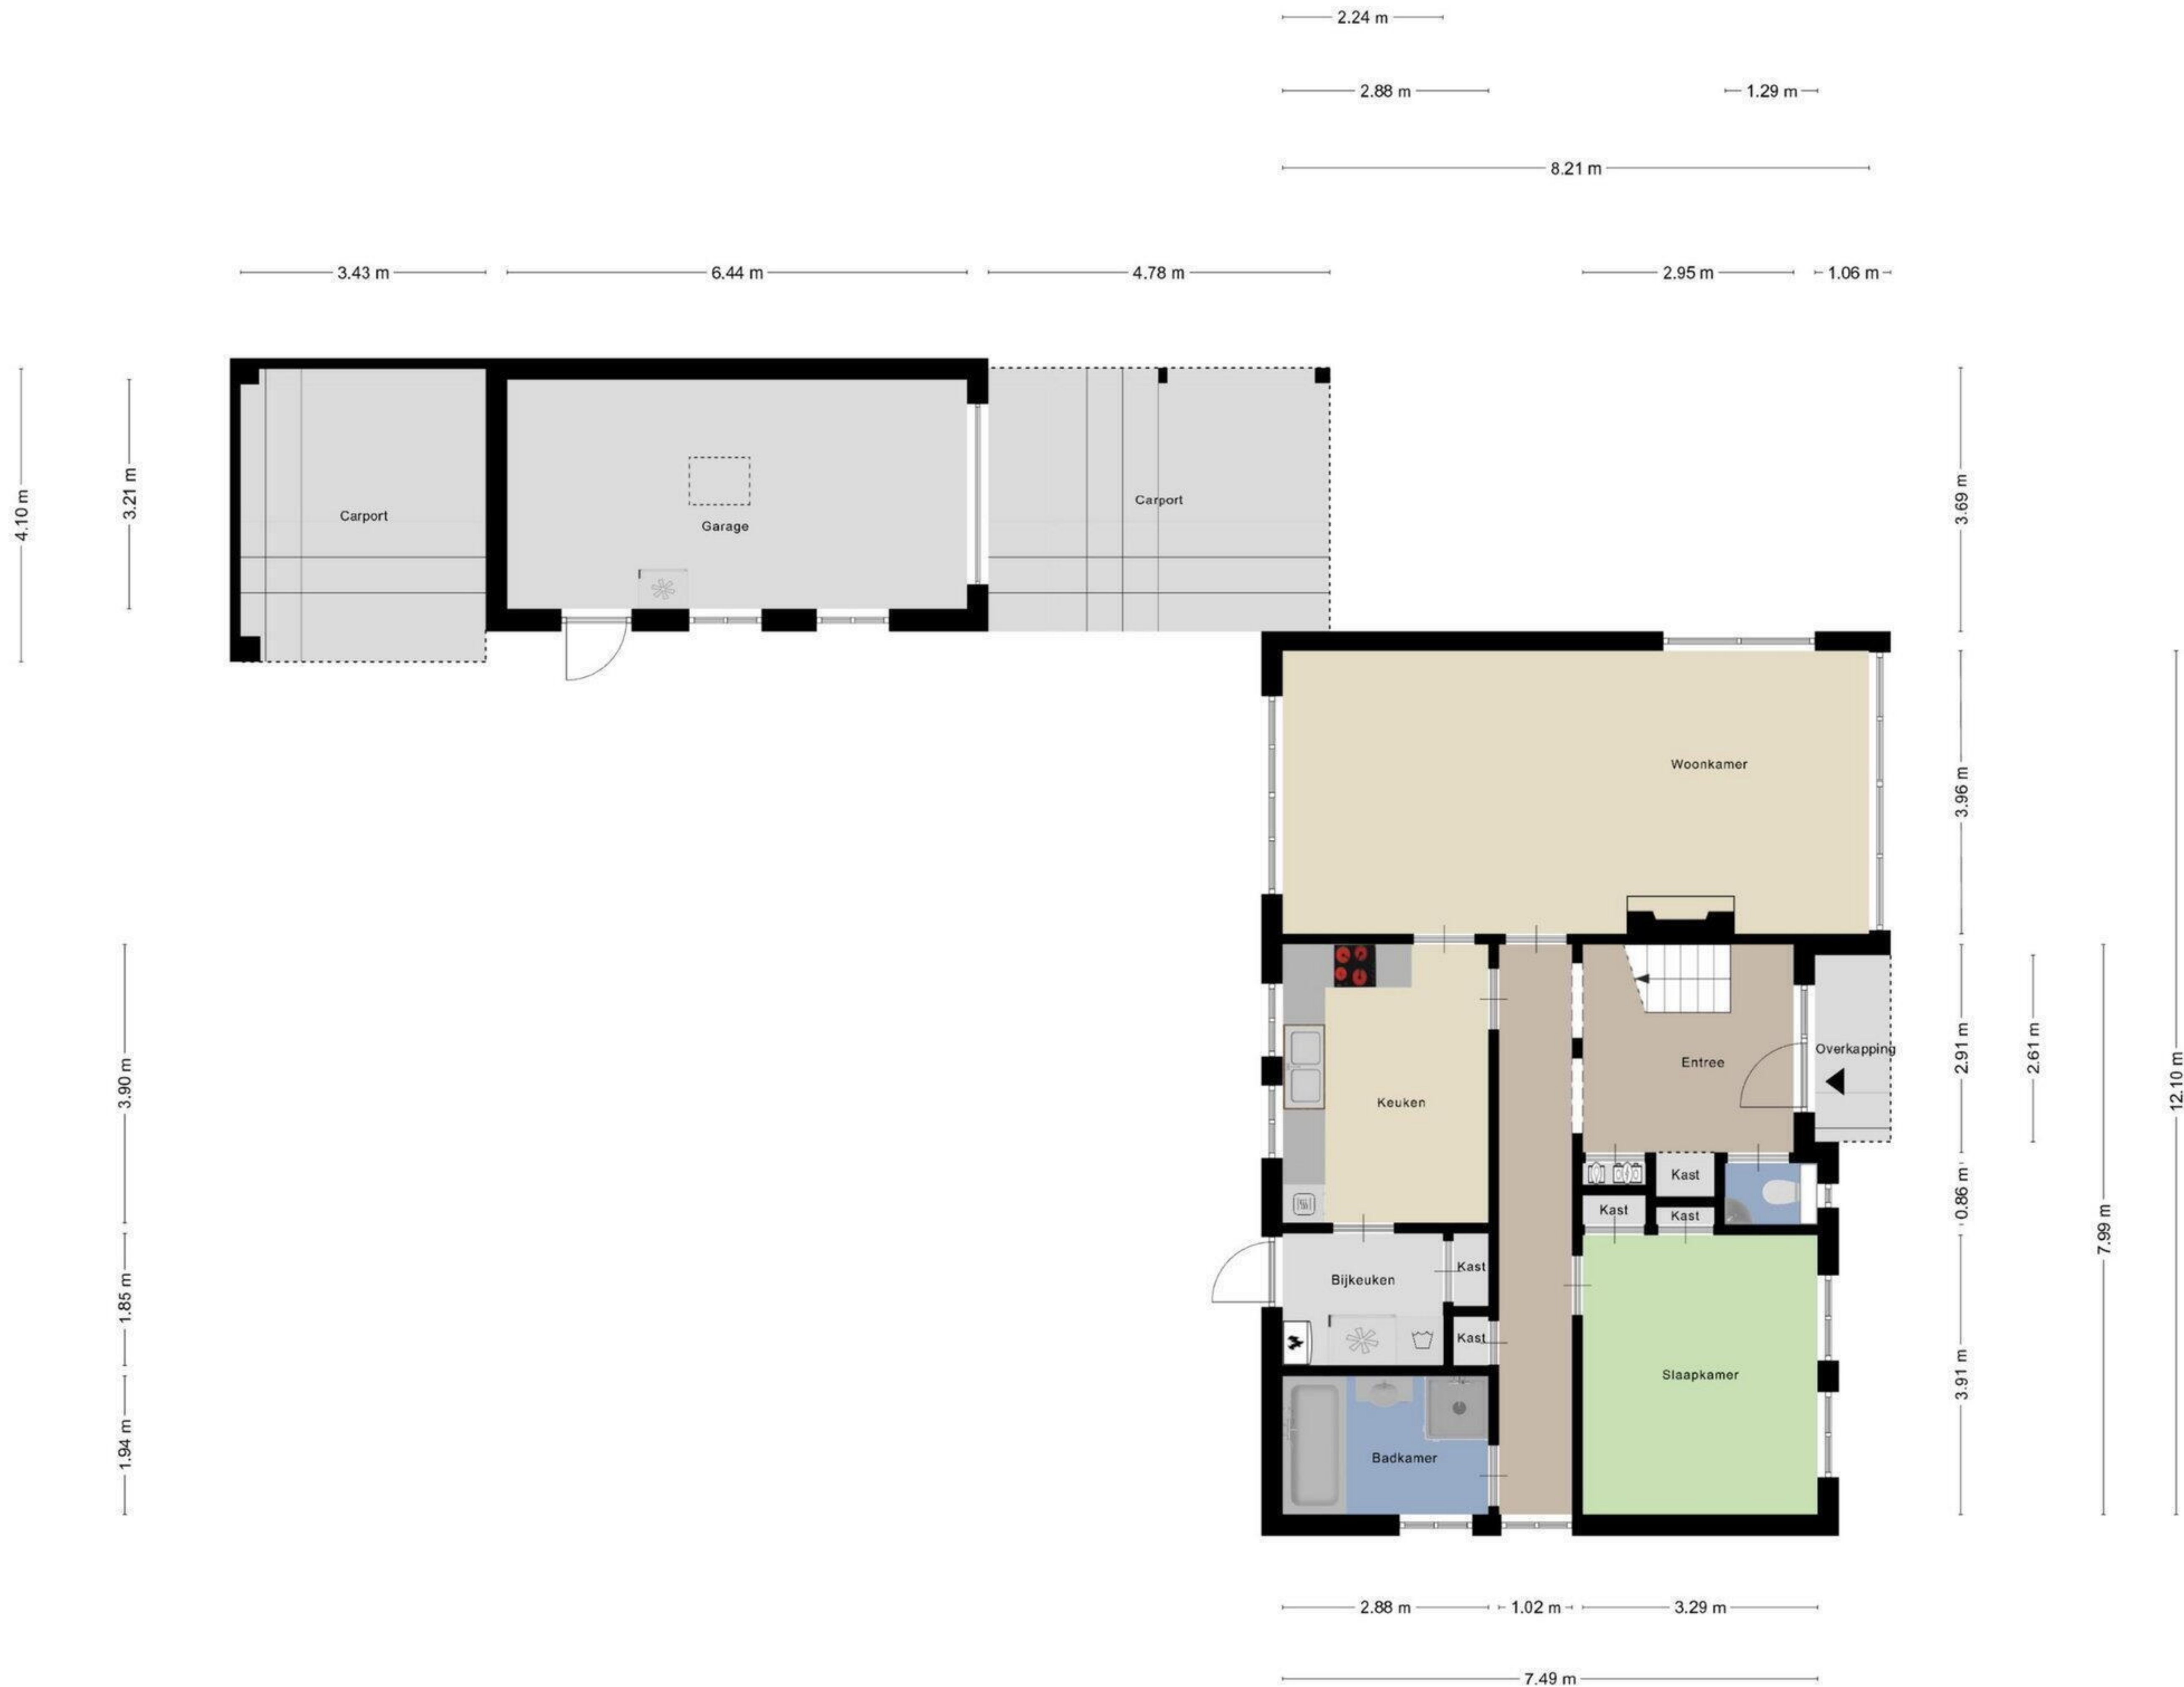 2.24 m
2.88 m
1.29 m
8.21 m
3.43 m
6.44 m
4.78 m
2.95 m
1.06 m
4.10 m
3.21 m
3.69 m
Carport
Garage
Carport
Woonkamer
3.96 m
Overkapping
Entree
Keuken
3.90 m
2.91 m
2.61 m
12.10 m
Kast
Kast
Kast
0.86 m
7.99 m
Bijkeuken
Kast
Kast
1.85 m
Slaapkamer
3.91 m
Badkamer
1.94 m
2.88 m
1.02 m
3.29 m
7.49 m